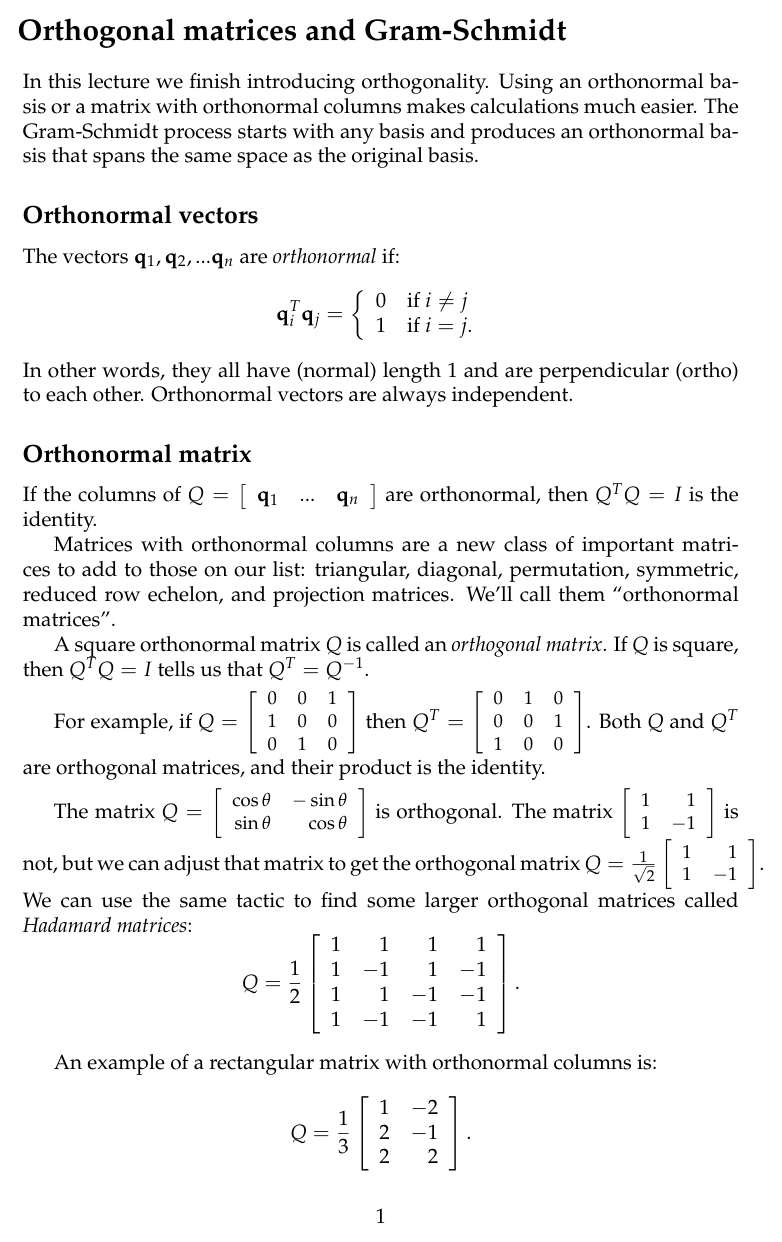 Orthogonal matrices and Gram-Schmidt
In this lecture we finish introducing orthogonality. Using an orthonormal ba-
sis or a matrix with orthonormal columns makes calculations much easier. The
Gram-Schmidt process starts with any basis and produces an orthonormal ba-
sis that spans the same space as the original basis.
Orthonormal vectors
The vectors q₁, q₂, ...qₙ are orthonormal if:
qᵢᵀqⱼ = { 0 if i ≠ j
1 if i = j.
In other words, they all have (normal) length 1 and are perpendicular (ortho)
to each other. Orthonormal vectors are always independent.
Orthonormal matrix
If the columns of Q = [ q₁ ... qₙ ] are orthonormal, then QᵀQ = I is the
identity.
Matrices with orthonormal columns are a new class of important matri-
ces to add to those on our list: triangular, diagonal, permutation, symmetric,
reduced row echelon, and projection matrices. We'll call them “orthonormal
matrices”.
A square orthonormal matrix Q is called an orthogonal matrix. If Q is square,
then QᵀQ = I tells us that Qᵀ = Q⁻¹.
0 0 1 0 1 0
For example, if Q = [ 1 0 0 ] then Qᵀ = [ 0 0 1 ]. Both Q and Qᵀ
0 1 0 1 0 0
are orthogonal matrices, and their product is the identity.
The matrix Q = [ cos θ − sin θ
sin θ cos θ ] is orthogonal. The matrix [ 1 1
1 −1 ] is
not, but we can adjust that matrix to get the orthogonal matrix Q = 1/√2 [ 1 1
1 −1 ].
We can use the same tactic to find some larger orthogonal matrices called
Hadamard matrices:
Q = 1/2 [ 1 1 1 1
1 −1 1 −1
1 1 −1 −1
1 −1 −1 1 ].
An example of a rectangular matrix with orthonormal columns is:
Q = 1/3 [ 1 −2
2 −1
2 2 ].
1